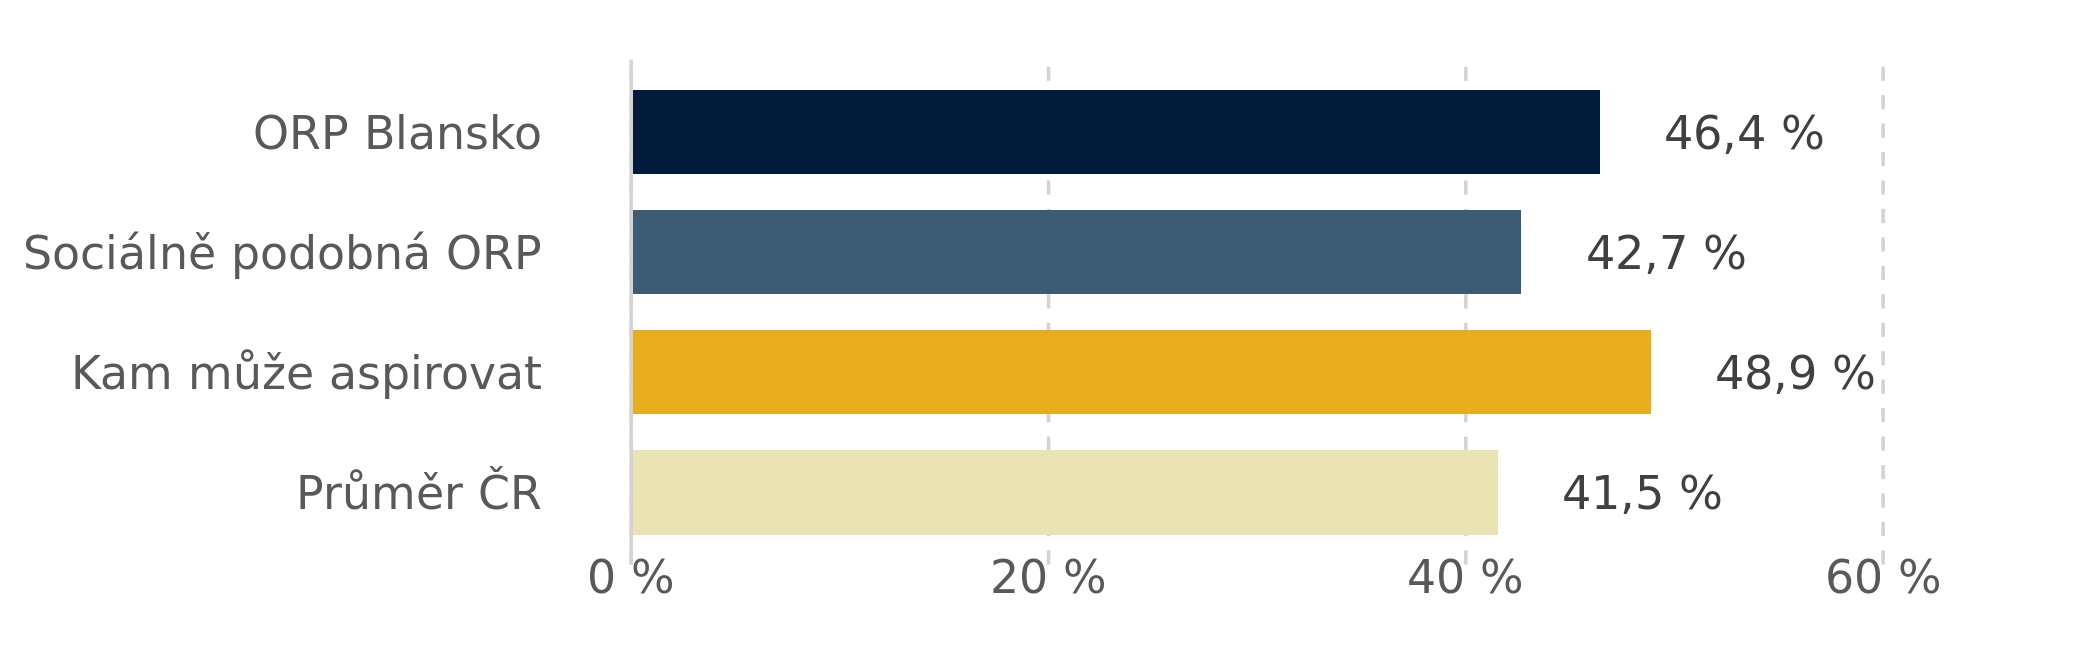 ORP Blansko 46,4 %
Sociálně podobná ORP 42,7 %
Kam může aspirovat 48,9 %
Průměr ČR 41,5 %
0 % 20 % 40 % 60 %